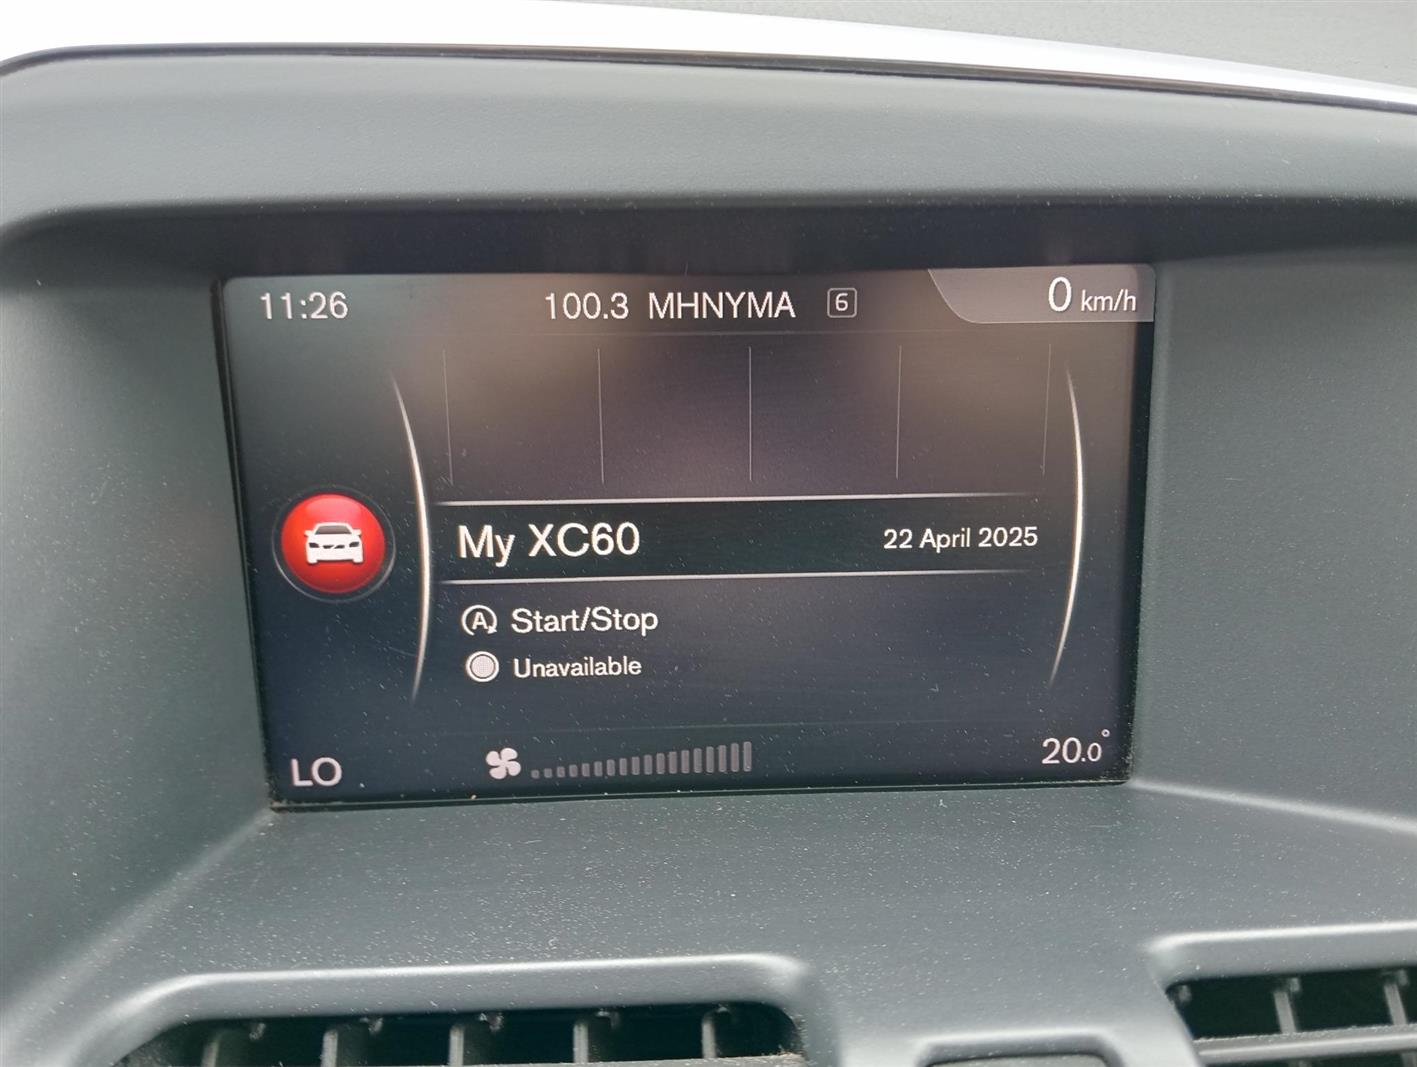 11:26 100.3 MHNYMA 6 0 km/h
My XC60 22 April 2025
A Start/Stop
Unavailable
LO 20.0°